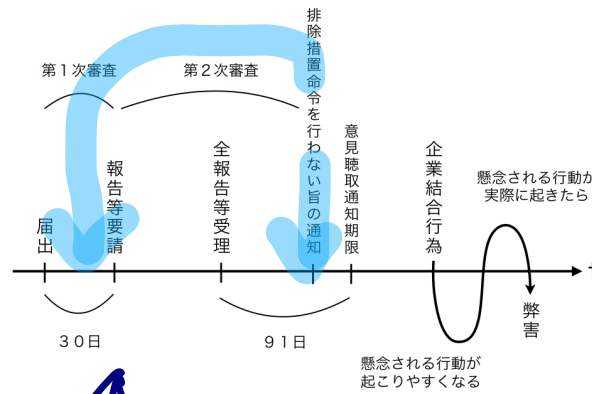 排除措置命令を行わない旨の通知
第１次審査
第２次審査
意見聴取通知期限
全報告等受理
企業結合行為
報告等要請
届出
懸念される行動が
実際に起きたら
３０日
９１日
弊害
懸念される行動が
起こりやすくなる